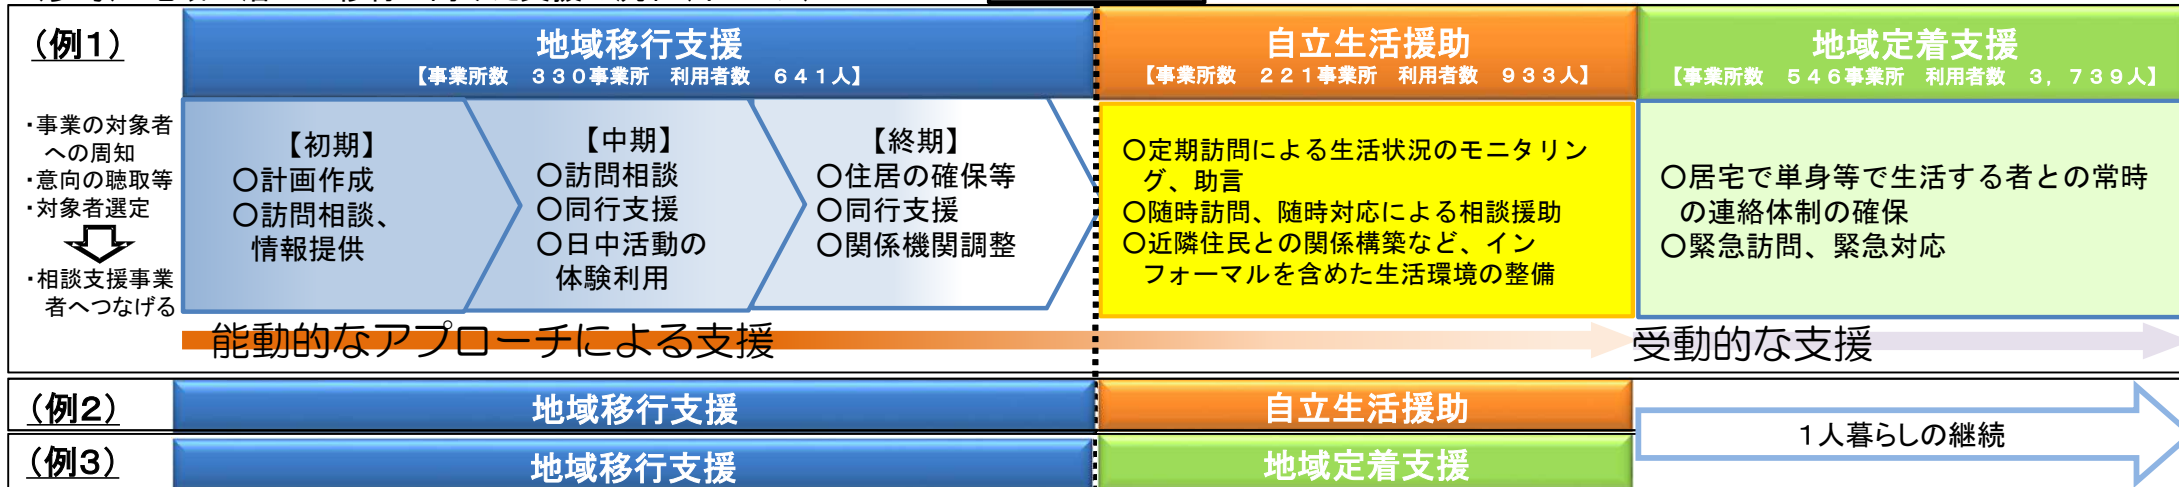 (例1)
地域移行支援
【事業所数 330事業所 利用者数 641人】
自立生活援助
【事業所数 221事業所 利用者数 933人】
地域定着支援
【事業所数 546事業所 利用者数 3,739人】
・事業の対象者
への周知
・意向の聴取等
・対象者選定
・相談支援事業
者へつなげる
【初期】
〇計画作成
〇訪問相談、
情報提供
【中期】
〇訪問相談
〇同行支援
〇日中活動の
体験利用
【終期】
〇住居の確保等
〇同行支援
〇関係機関調整
〇定期訪問による生活状況のモニタリン
グ、助言
〇随時訪問、随時対応による相談援助
〇近隣住民との関係構築など、イン
フォーマルを含めた生活環境の整備
〇居宅で単身等で生活する者との常時
の連絡体制の確保
〇緊急訪問、緊急対応
能動的なアプローチによる支援
受動的な支援
(例2)
地域移行支援
自立生活援助
1人暮らしの継続
(例3)
地域移行支援
地域定着支援